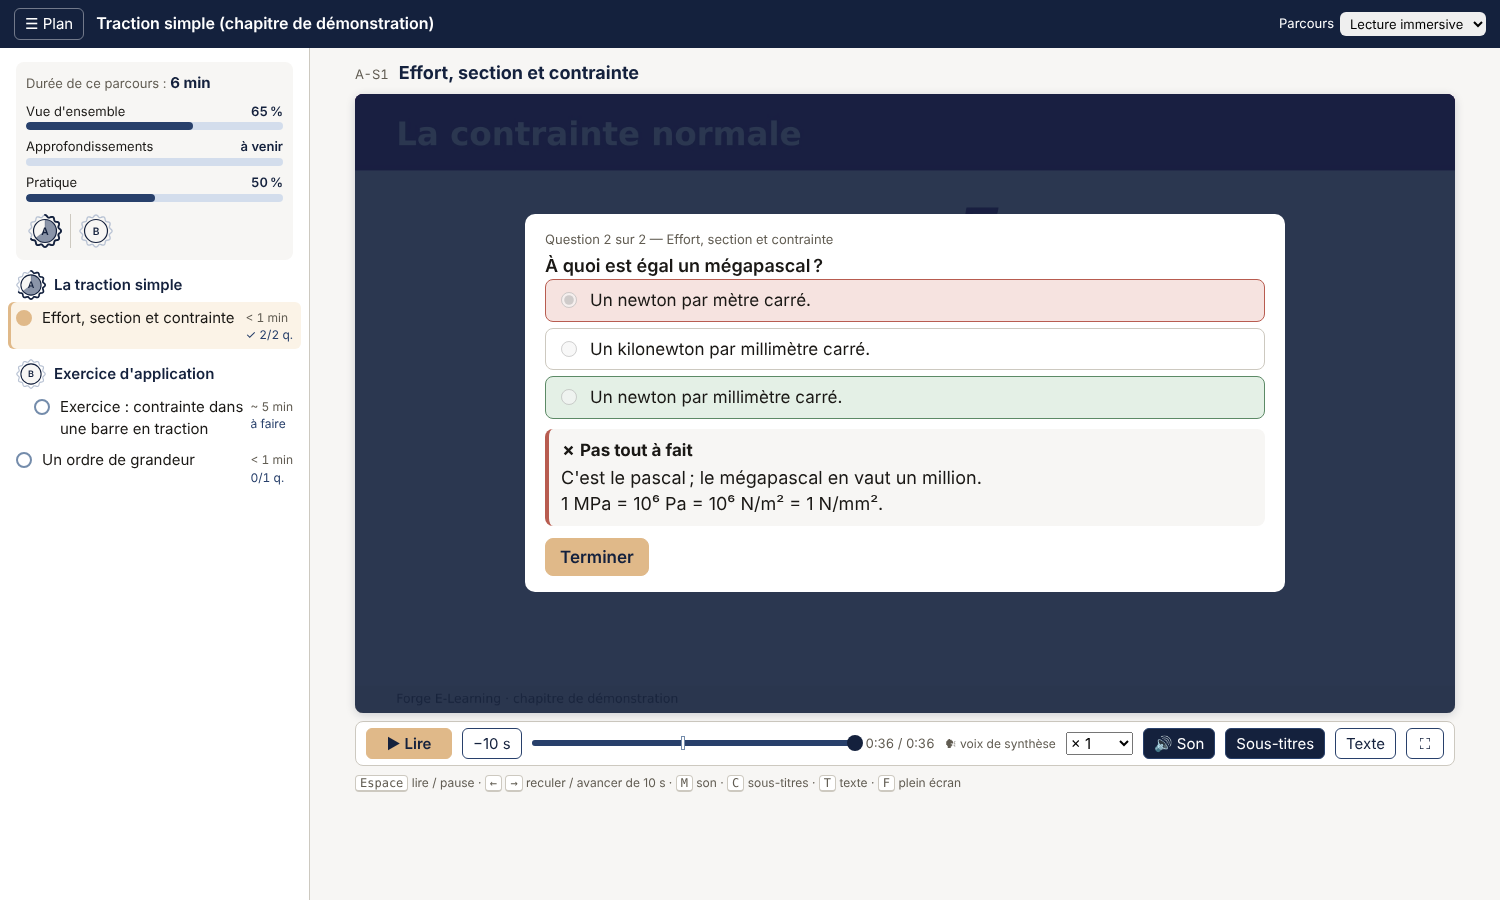 ☰ Plan
Traction simple (chapitre de démonstration)
Parcours
Lecture immersive
Durée de ce parcours : 6 min
Vue d'ensemble 65 %
Approfondissements à venir
Pratique 50 %
A
B
A La traction simple
Effort, section et contrainte < 1 min
✓ 2/2 q.
B Exercice d'application
Exercice : contrainte dans ~ 5 min
une barre en traction à faire
Un ordre de grandeur < 1 min
0/1 q.
A-S1 Effort, section et contrainte
La contrainte normale
Question 2 sur 2 — Effort, section et contrainte
À quoi est égal un mégapascal ?
Un newton par mètre carré.
Un kilonewton par millimètre carré.
Un newton par millimètre carré.
× Pas tout à fait
C'est le pascal ; le mégapascal en vaut un million.
1 MPa = 10⁶ Pa = 10⁶ N/m² = 1 N/mm².
Terminer
Forge E-Learning · chapitre de démonstration
▶ Lire
−10 s
0:36 / 0:36
voix de synthèse
× 1
Son
Sous-titres
Texte
Espace lire / pause · ← → reculer / avancer de 10 s · M son · C sous-titres · T texte · F plein écran